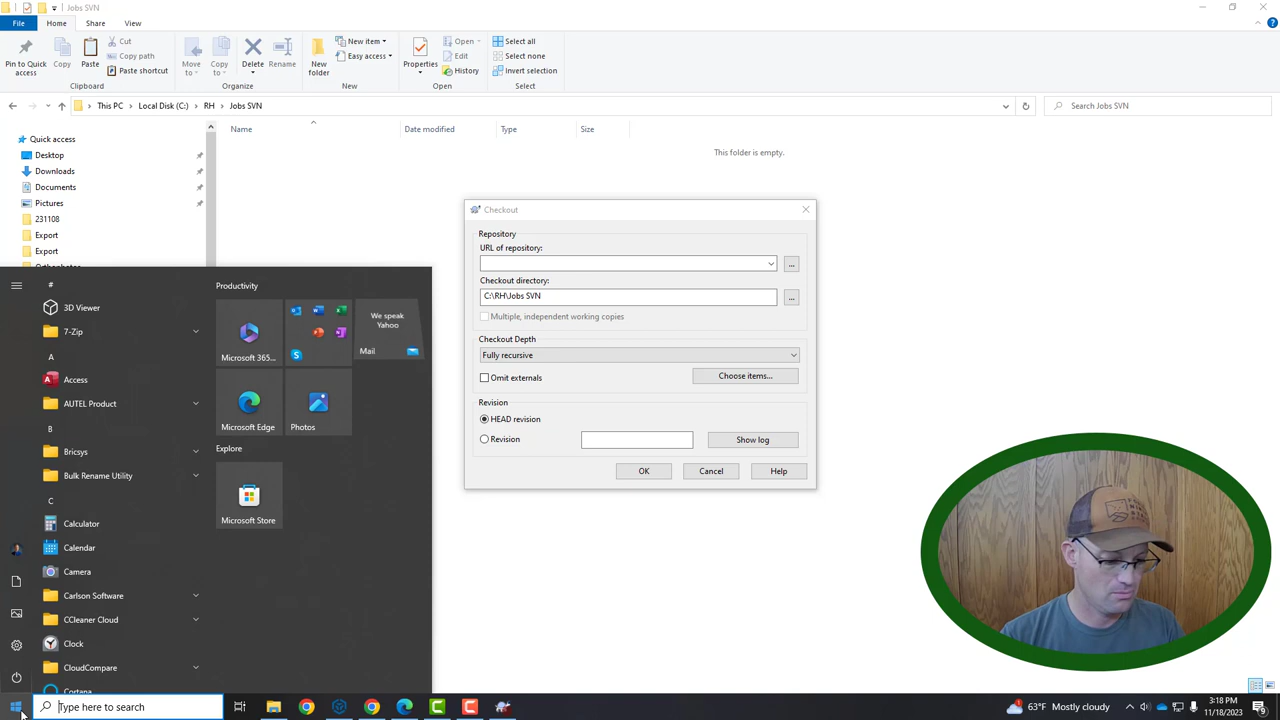 Jobs SVN
File Home Share View
Pin to Quick access
Copy
Paste
Cut
Copy path
Paste shortcut
Clipboard
Move to
Copy to
Delete
Rename
Organize
New folder
New item
Easy access
New
Properties
Open
Edit
History
Open
Select all
Select none
Invert selection
Select
This PC > Local Disk (C:) > RH > Jobs SVN
Search Jobs SVN
Name Date modified Type Size
This folder is empty.
Quick access
Desktop
Downloads
Documents
Pictures
231108
Export
Export
Checkout
Repository
URL of repository:
...
Checkout directory:
C:\RH\Jobs SVN
...
Multiple, independent working copies
Checkout Depth
Fully recursive
Omit externals
Choose items...
Revision
HEAD revision
Revision
Show log
OK Cancel Help
#
3D Viewer
7-Zip
A
Access
AUTEL Product
B
Bricsys
Bulk Rename Utility
C
Calculator
Calendar
Camera
Carlson Software
CCleaner Cloud
Clock
CloudCompare
Cortana
Productivity
Microsoft 365...
We speak
Yahoo
Mail
Microsoft Edge
Photos
Explore
Microsoft Store
Type here to search
63°F Mostly cloudy
3:18 PM
11/18/2023